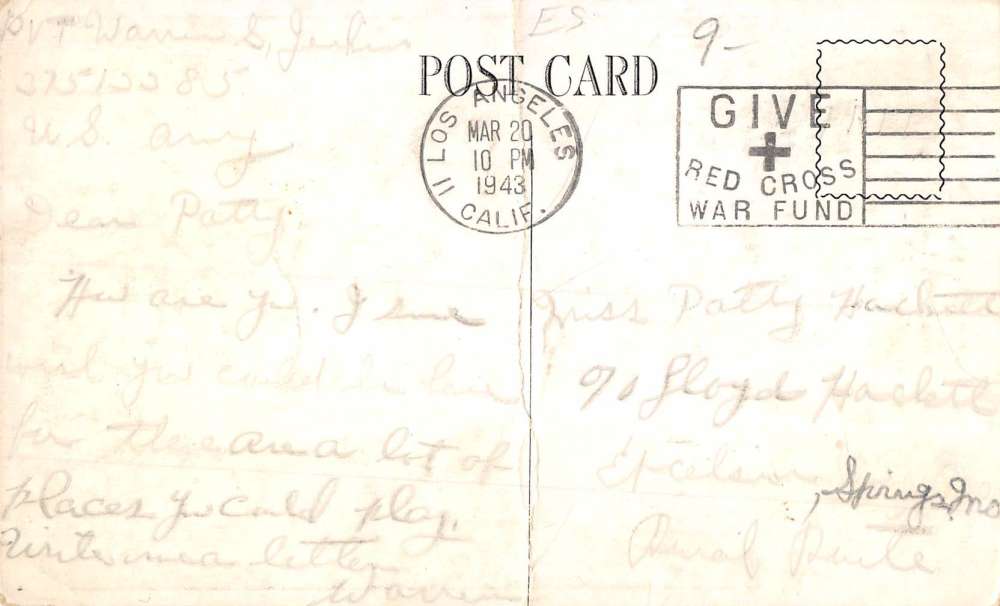 Pvt Warren S. Jenkins
37512385
U.S. Army
Dear Patty.
How are you. I sure
wish you could be here
for there are a lot of
places you could play.
Write me a letter
Warren
ES
9-
POST CARD
LOS ANGELES
11
MAR 20
10 PM
1943
CALIF.
GIVE
RED CROSS
WAR FUND
Miss Patty Hackett
c/o Lloyd Hackett
Excelsior
, Springs, Mo
Rural Route